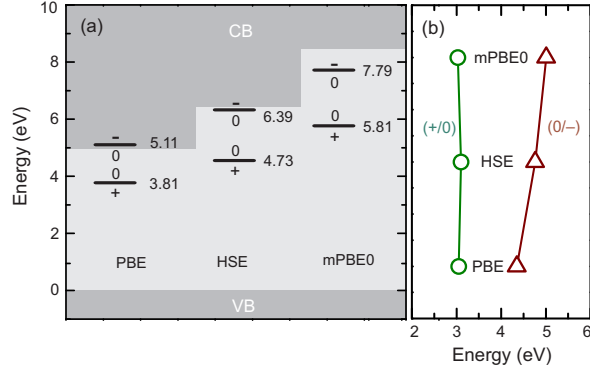 (a)
CB
10
8
6
4
2
0
Energy (eV)
–
0
5.11
0
+
3.81
PBE
–
0
6.39
0
+
4.73
HSE
–
0
7.79
0
+
5.81
mPBE0
VB
(b)
mPBE0
(+/0)
(0/–)
HSE
PBE
2 3 4 5 6
Energy (eV)